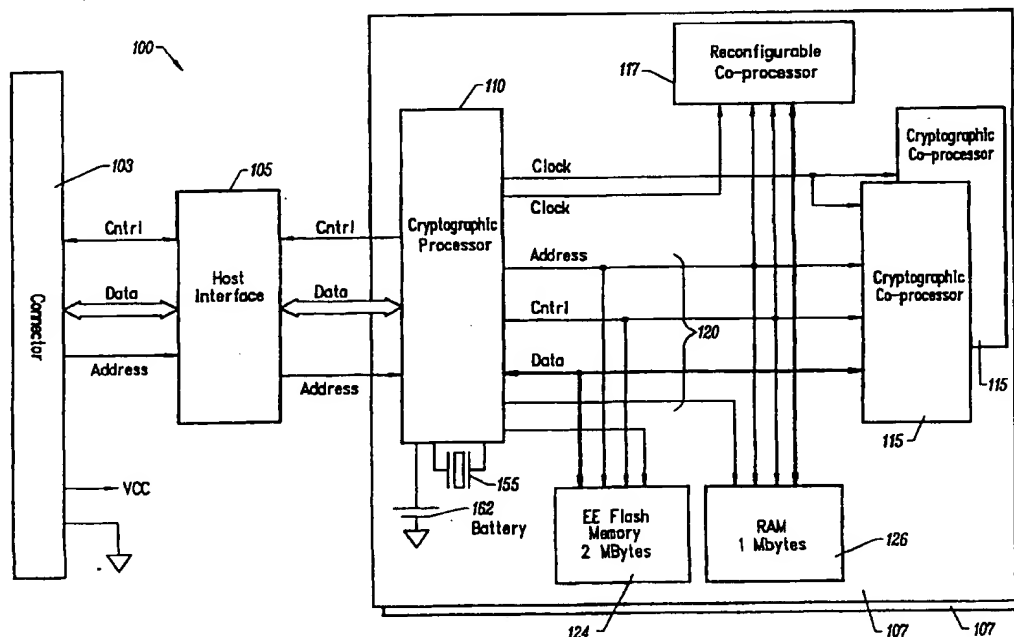 100
Reconfigurable
Co-processor
117
110
Cryptographic
Co-processor
103
105
Clock
Clock
Cntrl
Cntrl
Cryptographic
Processor
Address
Host
Interface
Cryptographic
Co-processor
Data
Data
Cntrl
120
Connector
Address
Data
Address
115
115
VCC
155
162
Battery
EE Flash
Memory
2 MBytes
RAM
1 Mbytes
126
124
107
107